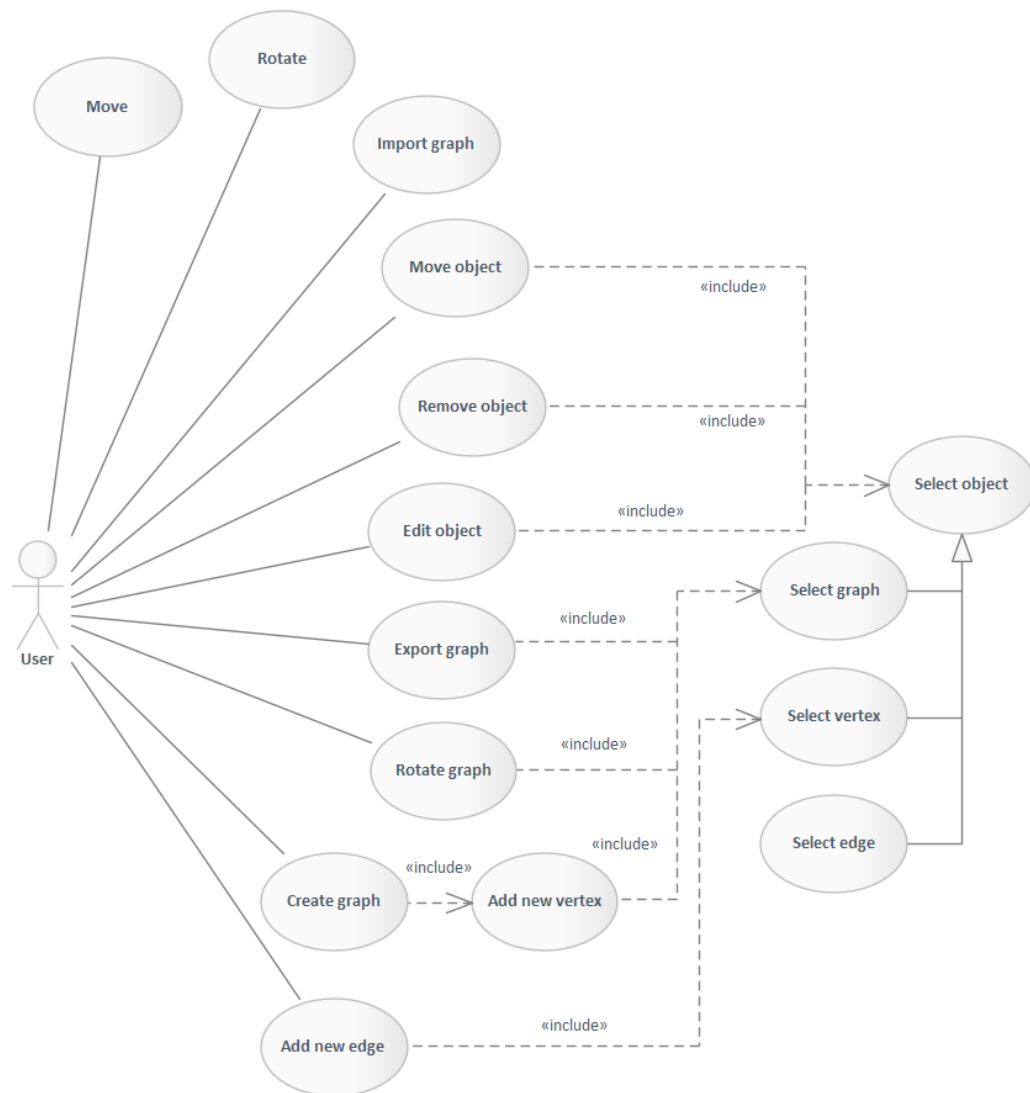 Rotate
Move
Import graph
Move object
«include»
Remove object
«include»
Select object
Edit object
«include»
Select graph
«include»
Export graph
User
Select vertex
«include»
Rotate graph
Select edge
«include»
«include»
Create graph
Add new vertex
«include»
Add new edge